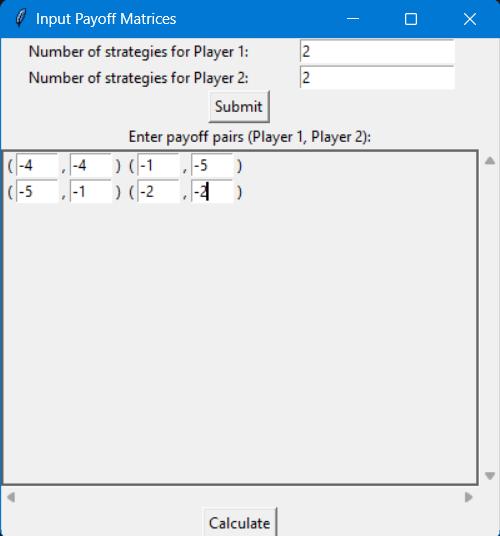 Input Payoff Matrices
Number of strategies for Player 1: 2
Number of strategies for Player 2: 2
Submit
Enter payoff pairs (Player 1, Player 2):
( -4 , -4 ) ( -1 , -5 )
( -5 , -1 ) ( -2 , -2 )
Calculate